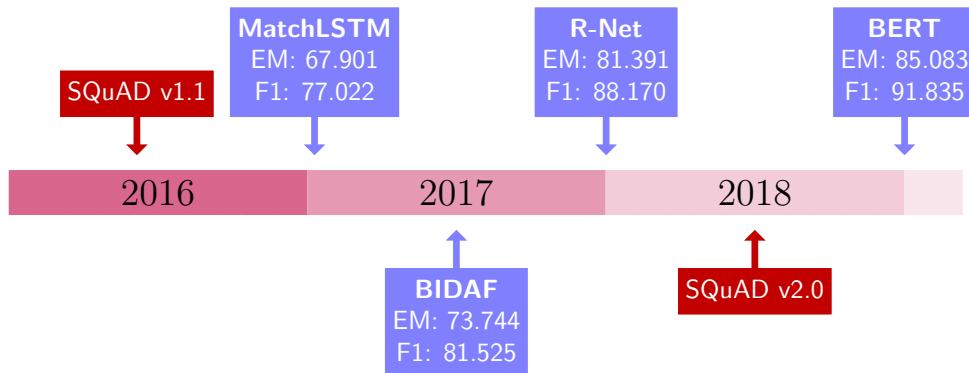 MatchLSTM
EM: 67.901
F1: 77.022
R-Net
EM: 81.391
F1: 88.170
BERT
EM: 85.083
F1: 91.835
SQuAD v1.1
2016
2017
2018
BIDAF
EM: 73.744
F1: 81.525
SQuAD v2.0